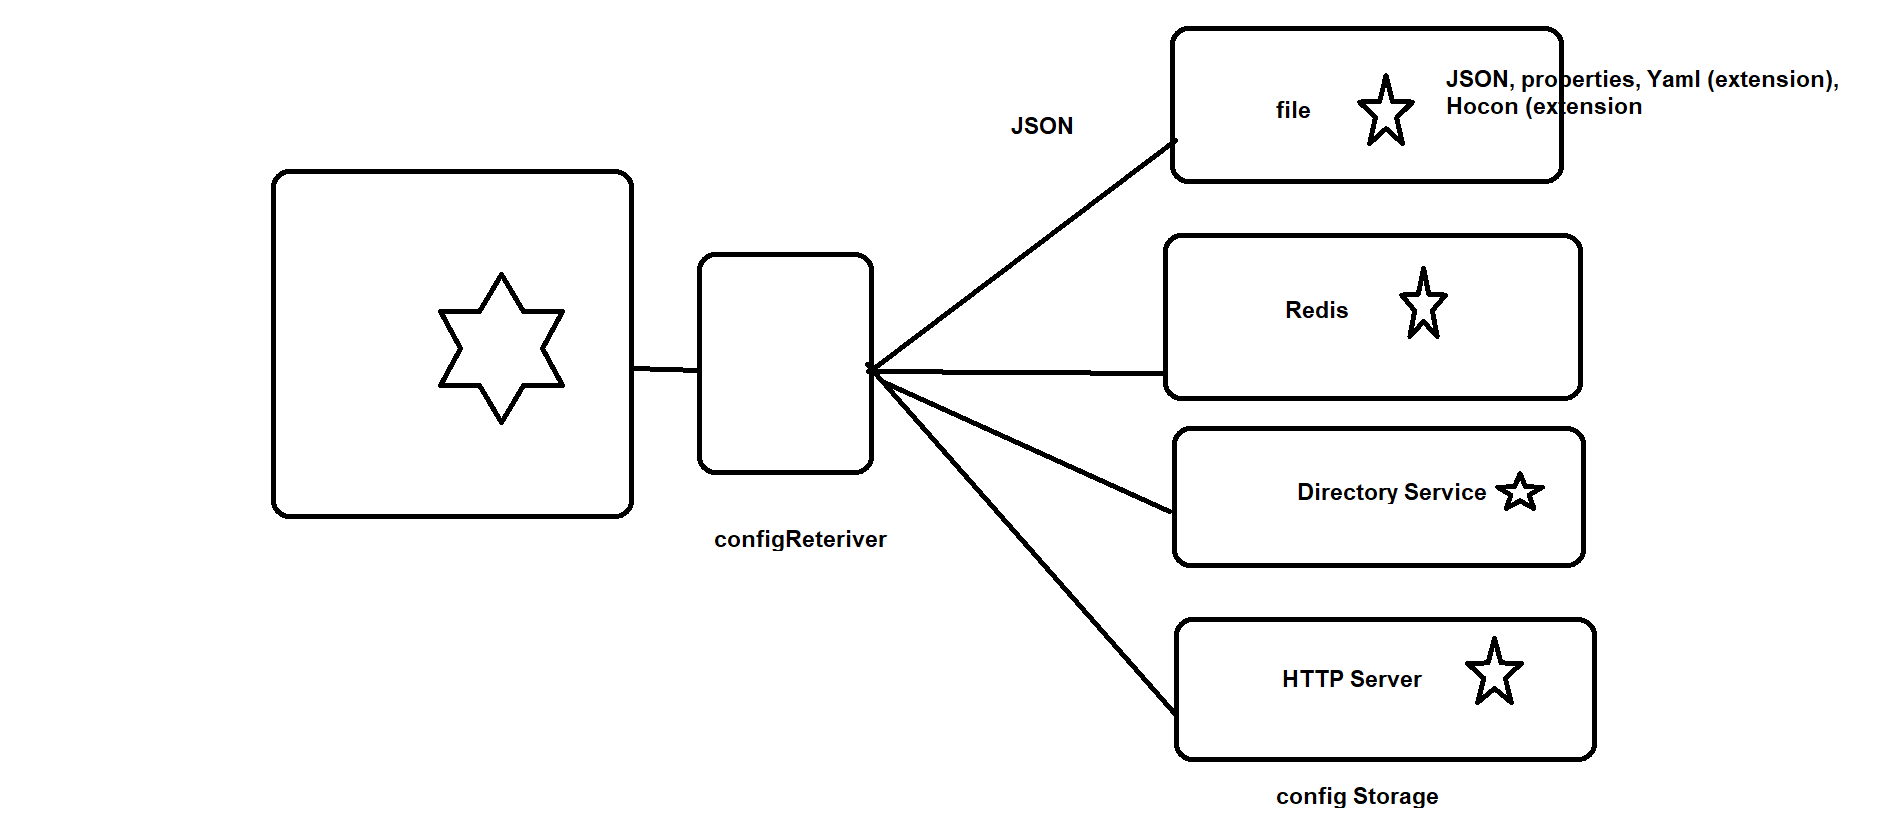 JSON, properties, Yaml (extension),
Hocon (extension
file
JSON
Redis
Directory Service
configReteriver
HTTP Server
config Storage